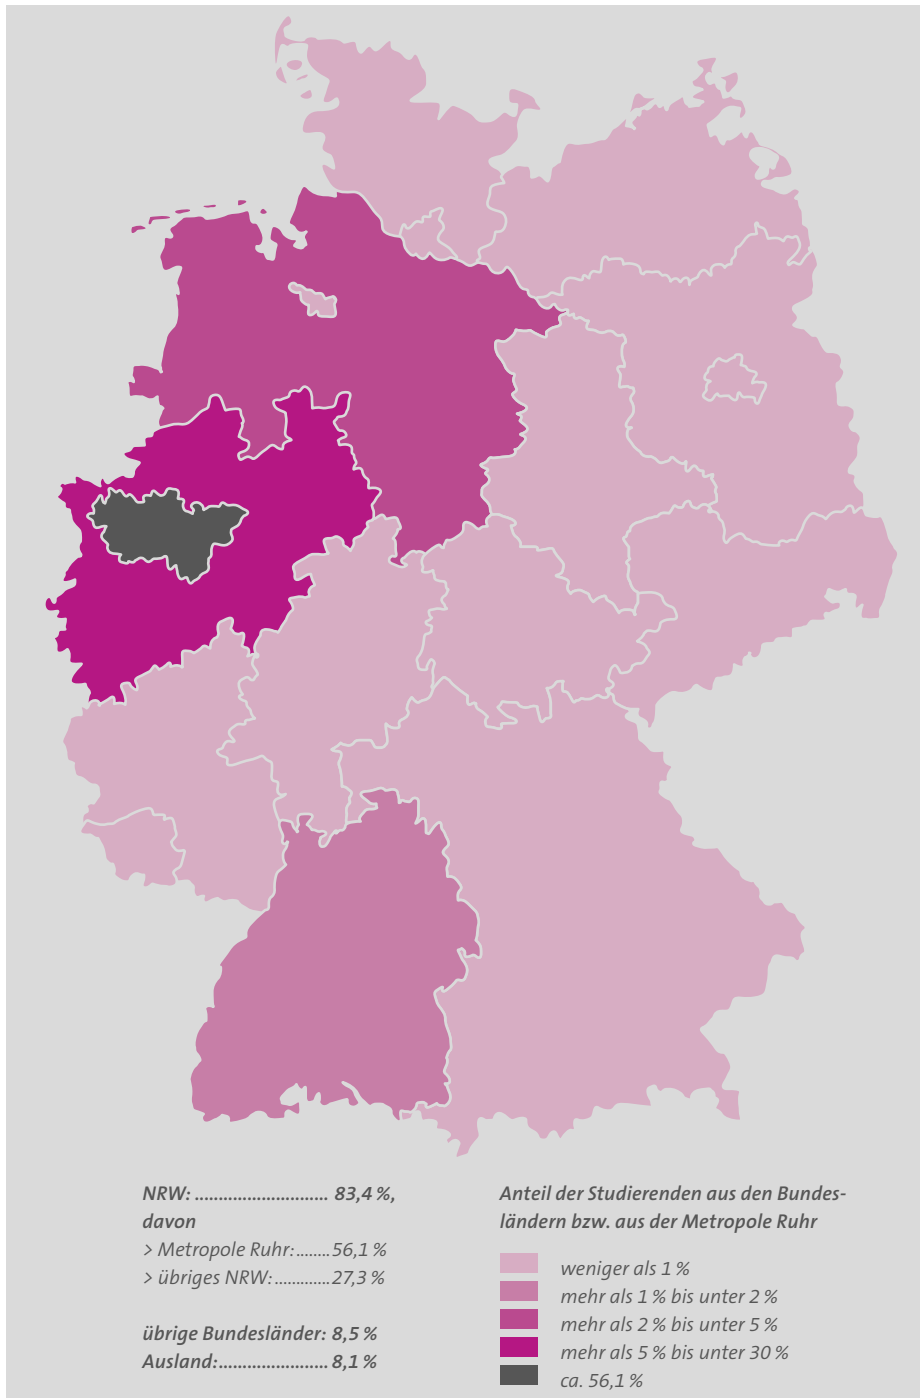 NRW: ............................ 83,4 %,
davon
> Metropole Ruhr: ........56,1 %
> übriges NRW: .............27,3 %
übrige Bundesländer: 8,5 %
Ausland:....................... 8,1 %
Anteil der Studierenden aus den Bundes-
ländern bzw. aus der Metropole Ruhr
weniger als 1 %
mehr als 1 % bis unter 2 %
mehr als 2 % bis unter 5 %
mehr als 5 % bis unter 30 %
ca. 56,1 %